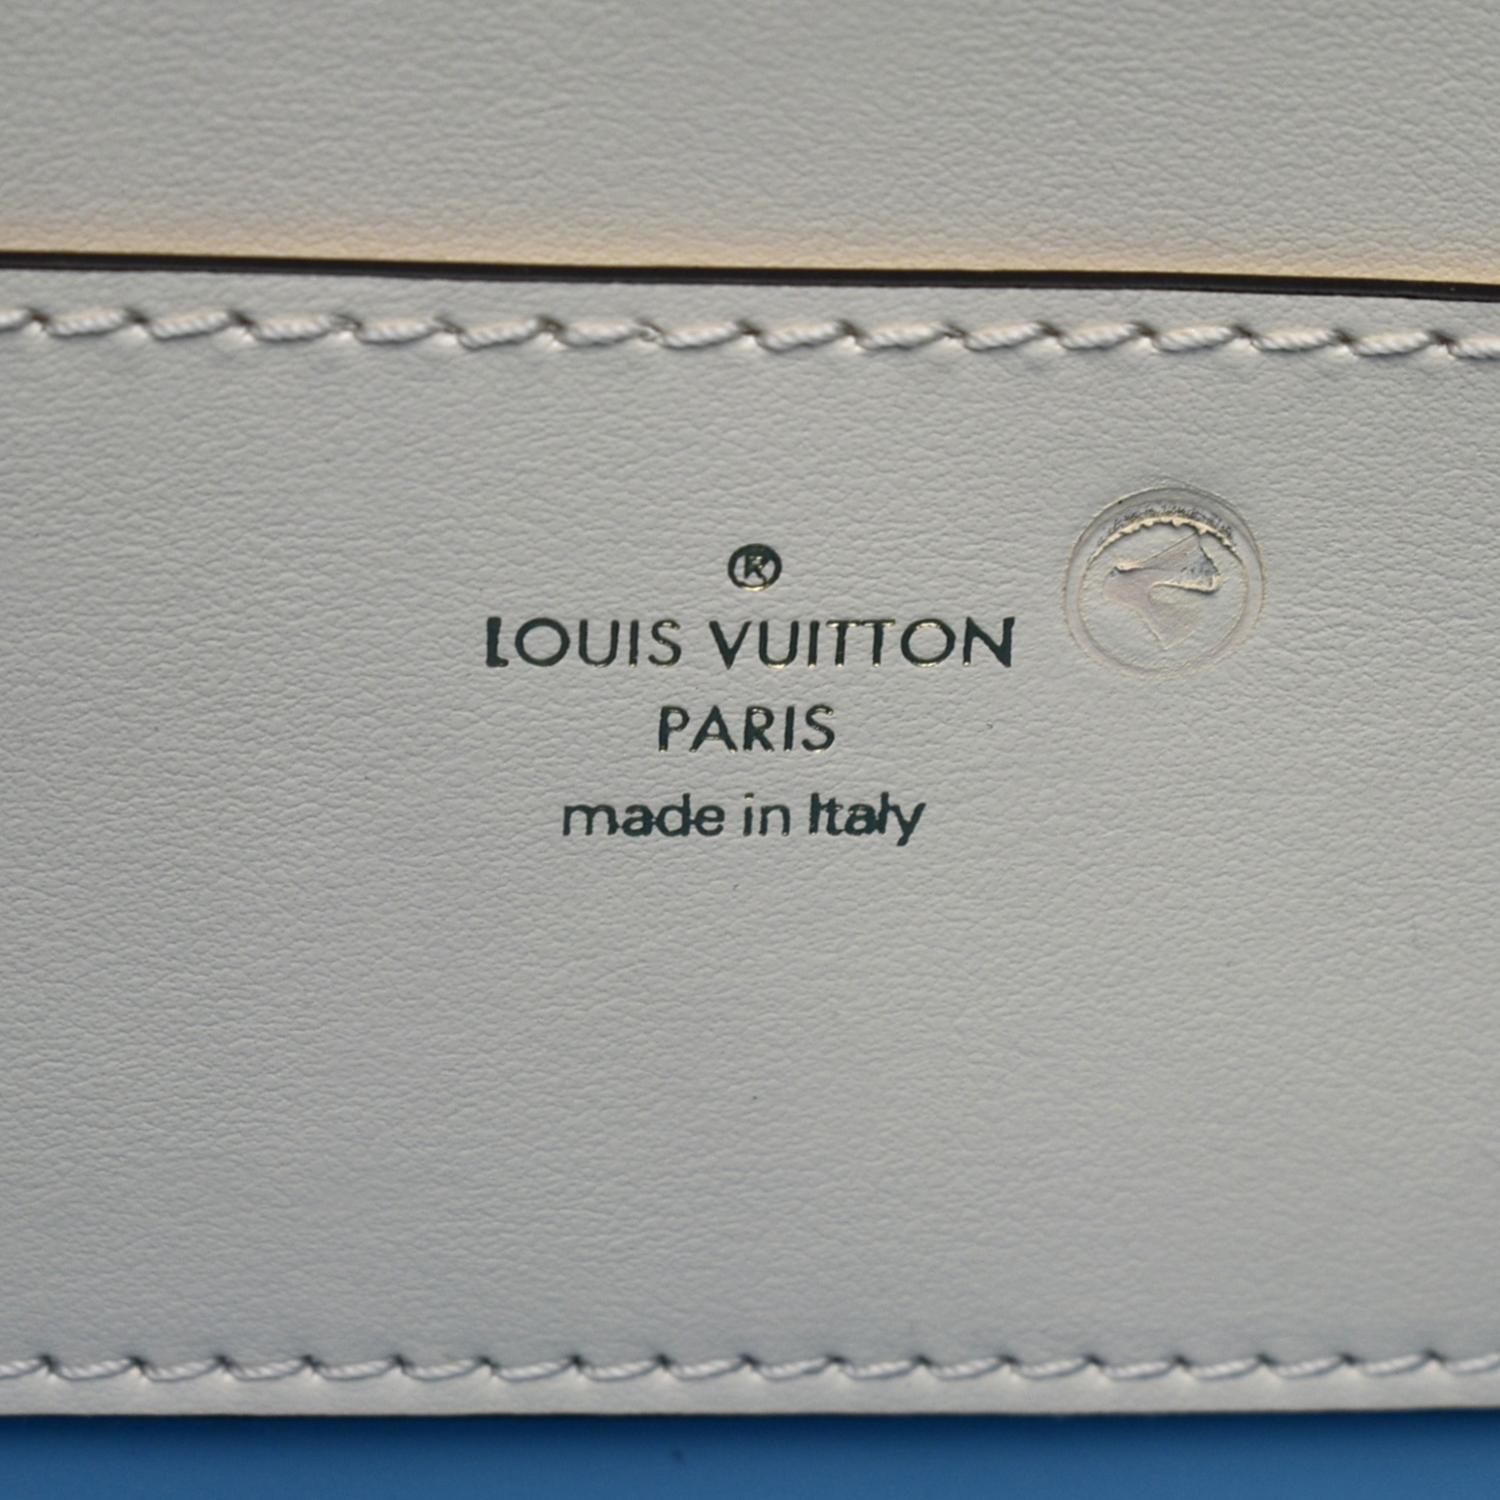 ®
LOUIS VUITTON
PARIS
made in Italy